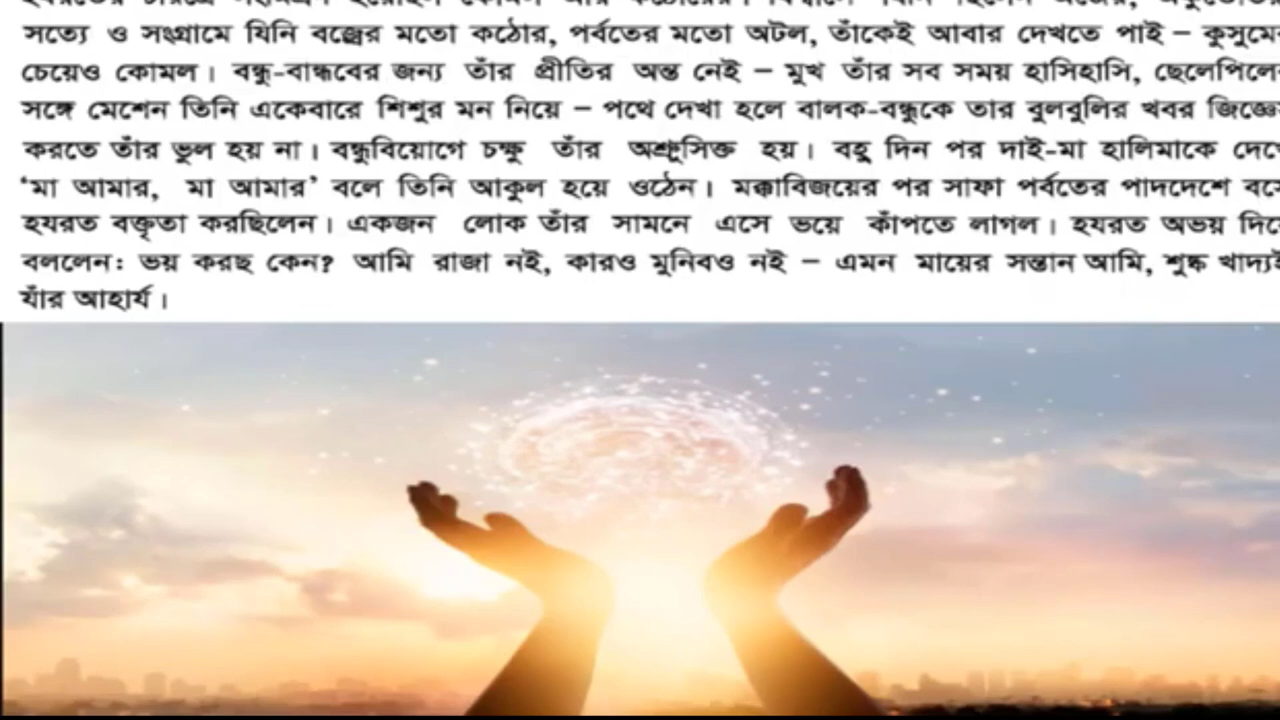 সত্যে ও সংগ্রামে যিনি বজ্রের মতো কঠোর, পর্বতের মতো অটল, তাঁকেই আবার দেখতে পাই – কুসুমের
চেয়েও কোমল। বন্ধু-বান্ধবের জন্য তাঁর প্রীতির অন্ত নেই – মুখ তাঁর সব সময় হাসিহাসি, ছেলেপিলের
সঙ্গে মেশেন তিনি একেবারে শিশুর মন নিয়ে – পথে দেখা হলে বালক-বন্ধুকে তার বুলবুলির খবর জিজ্ঞে
করতে তাঁর ভুল হয় না। বন্ধুবিয়োগে চক্ষু তাঁর অশ্রুসিক্ত হয়। বহু দিন পর দাই-মা হালিমাকে দেখে
‘মা আমার, মা আমার’ বলে তিনি আকুল হয়ে ওঠেন। মক্কাবিজয়ের পর সাফা পর্বতের পাদদেশে বসে
হযরত বক্তৃতা করছিলেন। একজন লোক তাঁর সামনে এসে ভয়ে কাঁপতে লাগল। হযরত অভয় দিয়ে
বললেন: ভয় করছ কেন? আমি রাজা নই, কারও মুনিবও নই – এমন মায়ের সন্তান আমি, শুষ্ক খাদ্যই
যাঁর আহার্য।